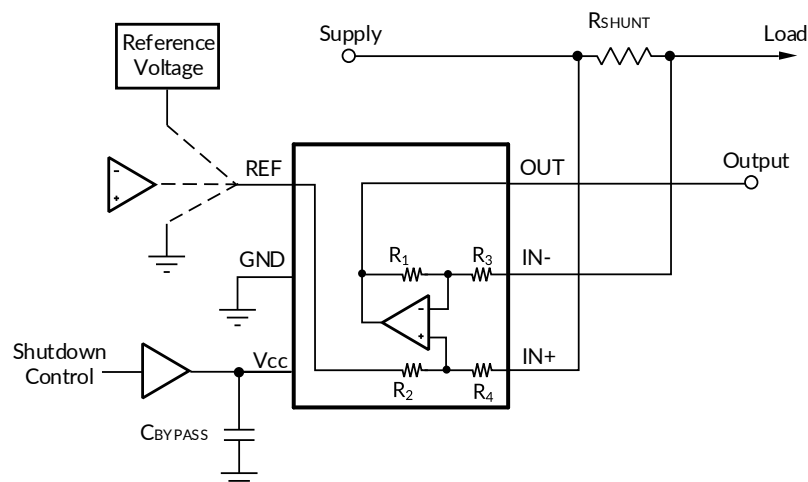 Reference
Voltage
Supply
RSHUNT
Load
REF
OUT
Output
GND
R1
R3
IN-
-
+
-
+
Shutdown
Control
Vcc
IN+
R2
R4
CBYPASS